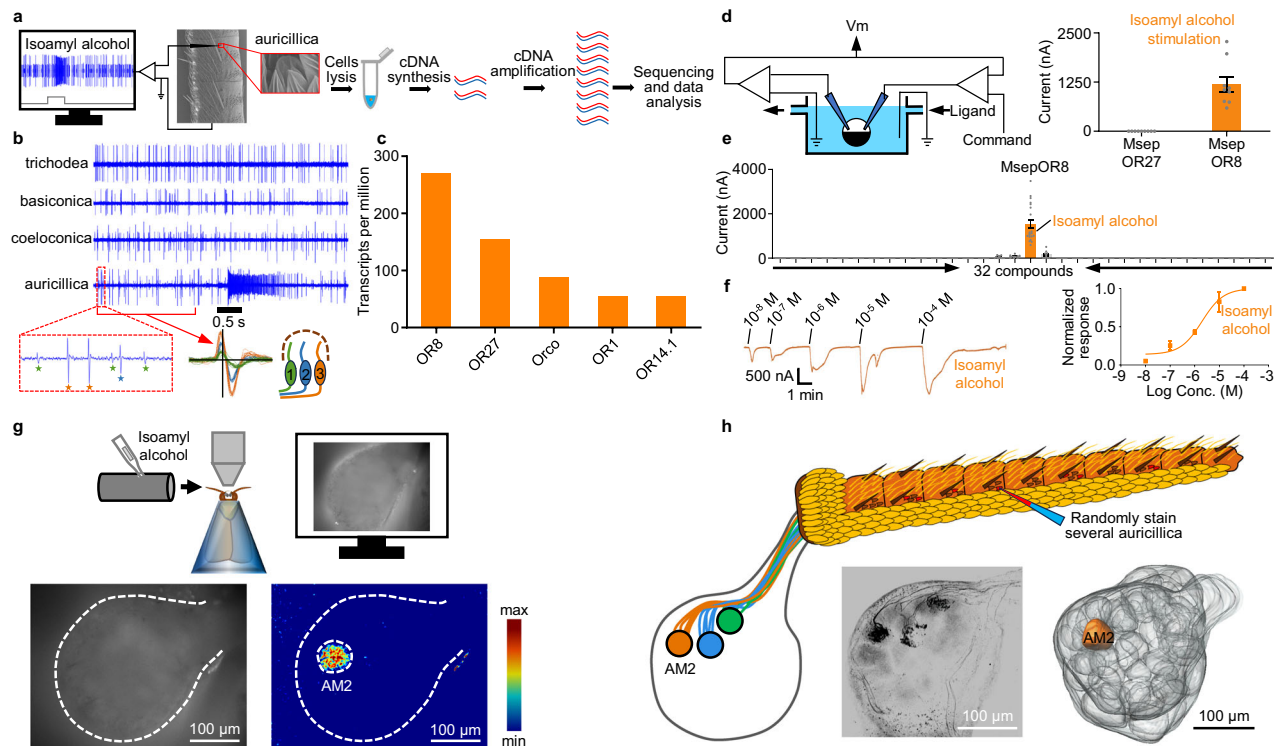 a
Isoamyl alcohol
auricillica
Cells
lysis
cDNA
synthesis
cDNA
amplification
Sequencing
and data
analysis
b
trichodea
basiconica
coeloconica
auricillica
0.5 s
1 2 3
c
Transcripts per million
300
200
100
0
OR8
OR27
Orco
OR1
OR14.1
d
Vm
Ligand
Command
Isoamyl alcohol
stimulation
Current (nA)
2500
1250
0
Msep
OR27
Msep
OR8
e
Current (nA)
4000
2000
0
MsepOR8
Isoamyl alcohol
32 compounds
f
10-8 M
10-7 M
10-6 M
10-5 M
10-4 M
500 nA
1 min
Isoamyl
alcohol
Normalized
response
1.0
0.5
0.0
Isoamyl
alcohol
-9 -8 -7 -6 -5 -4 -3
Log Conc. (M)
g
Isoamyl
alcohol
100 µm
AM2
100 µm
max
min
h
Randomly stain
several auricillica
AM2
100 µm
AM2
100 µm